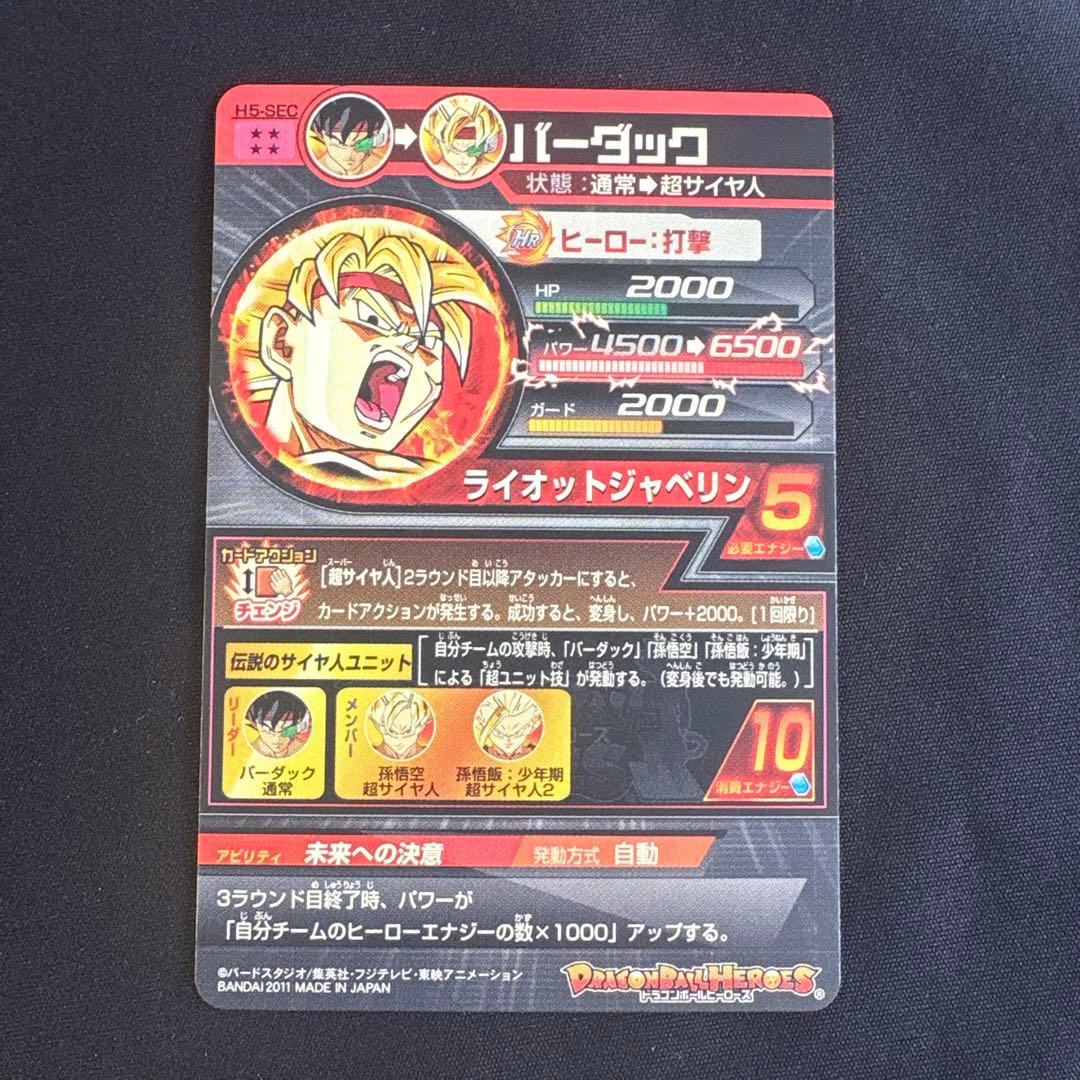 H5-SEC
バーダック
状態：通常➡超サイヤ人
HR ヒーロー：打撃
HP 2000
パワー 4500➡6500
ガード 2000
ライオットジャベリン 5
必要エナジー
カードアクション
チェンジ
[超サイヤ人]2ラウンド目以降アタッカーにすると、
カードアクションが発生する。成功すると、変身し、パワー+2000。[1回限り]
伝説のサイヤ人ユニット
自分チームの攻撃時、「バーダック」「孫悟空」「孫悟飯：少年期」
による「超ユニット技」が発動する。（変身後でも発動可能。）
リーダー
バーダック
通常
メンバー
孫悟空
超サイヤ人
孫悟飯：少年期
超サイヤ人2
10
消費エナジー
アビリティ 未来への決意 発動方式 自動
3ラウンド目終了時、パワーが
「自分チームのヒーローエナジーの数×1000」アップする。
©バードスタジオ/集英社・フジテレビ・東映アニメーション
BANDAI 2011 MADE IN JAPAN
DRAGONBALL HEROES
ドラゴンボールヒーローズ